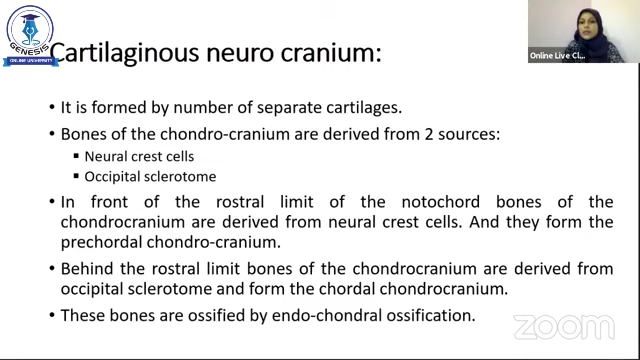 GENESIS
ONLINE UNIVERSITY
Cartilaginous neuro cranium:
Online Live Cl...
• It is formed by number of separate cartilages.
• Bones of the chondro-cranium are derived from 2 sources:
▪ Neural crest cells
▪ Occipital sclerotome
• In front of the rostral limit of the notochord bones of the
chondrocranium are derived from neural crest cells. And they form the
prechordal chondro-cranium.
• Behind the rostral limit bones of the chondrocranium are derived from
occipital sclerotome and form the chordal chondrocranium.
• These bones are ossified by endo-chondral ossification.
zoom